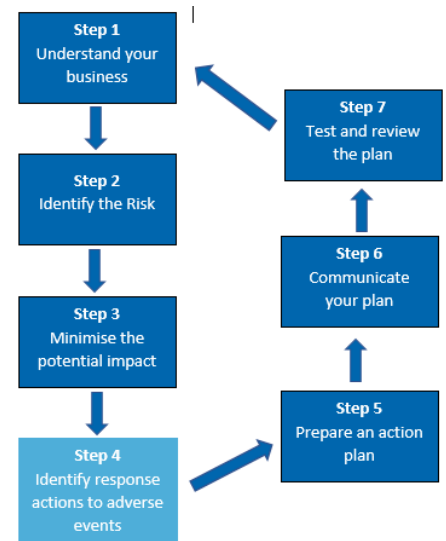 Step 1
Understand your
business
Step 2
Identify the Risk
Step 3
Minimise the
potential impact
Step 4
Identify response
actions to adverse
events
Step 5
Prepare an action
plan
Step 6
Communicate
your plan
Step 7
Test and review
the plan